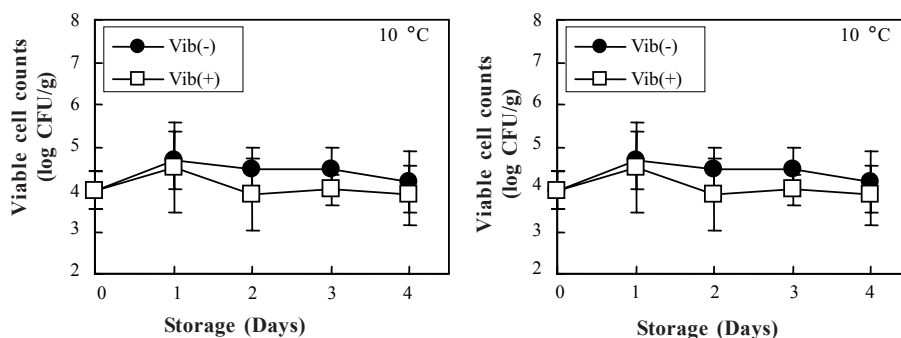 8
7
6
5
4
3
2
Viable cell counts
(log CFU/g)
10 °C
Vib(-)
Vib(+)
0 1 2 3 4
Storage (Days)
8
7
6
5
4
3
2
Viable cell counts
(log CFU/g)
10 °C
Vib(-)
Vib(+)
0 1 2 3 4
Storage (Days)